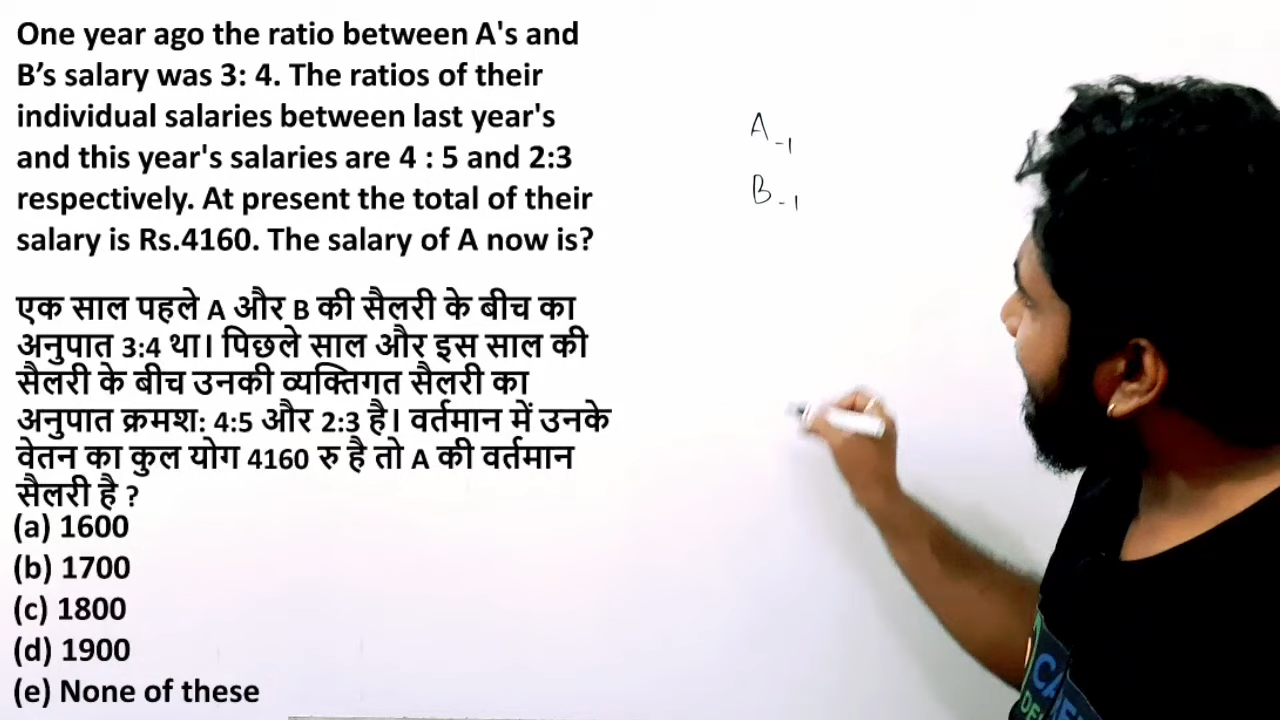 One year ago the ratio between A's and
B’s salary was 3: 4. The ratios of their
individual salaries between last year's
and this year's salaries are 4 : 5 and 2:3
respectively. At present the total of their
salary is Rs.4160. The salary of A now is?
एक साल पहले A और B की सैलरी के बीच का
अनुपात 3:4 था। पिछले साल और इस साल की
सैलरी के बीच उनकी व्यक्तिगत सैलरी का
अनुपात क्रमश: 4:5 और 2:3 है। वर्तमान में उनके
वेतन का कुल योग 4160 रु है तो A की वर्तमान
सैलरी है ?
(a) 1600
(b) 1700
(c) 1800
(d) 1900
(e) None of these
A-1
B-1